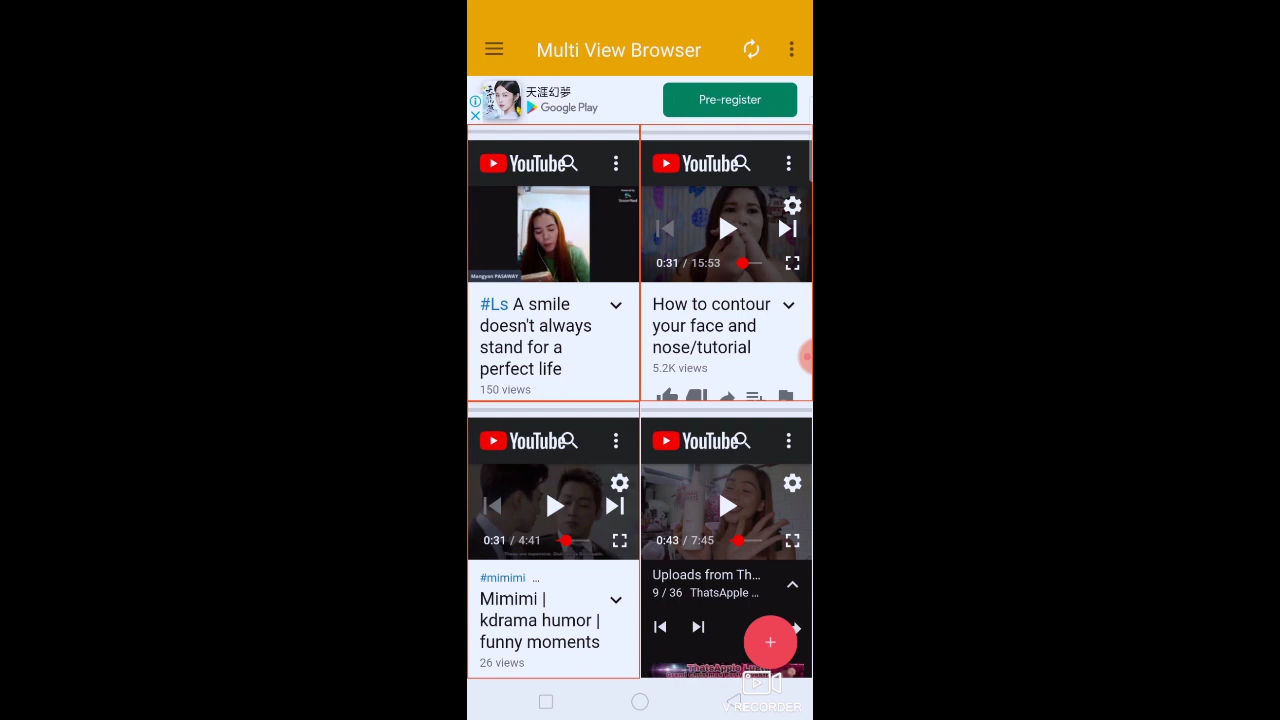 Multi View Browser
天涯幻夢
Google Play
Pre-register
YouTube
Mangyan PASAWAY
#Ls A smile
doesn't always
stand for a
perfect life
150 views
YouTube
0:31 / 15:53
How to contour
your face and
nose/tutorial
5.2K views
YouTube
0:31 / 4:41
#mimimi ...
Mimimi |
kdrama humor |
funny moments
26 views
YouTube
0:43 / 7:45
Uploads from Th...
9 / 36 ThatsApple ...
+
V RECORDER